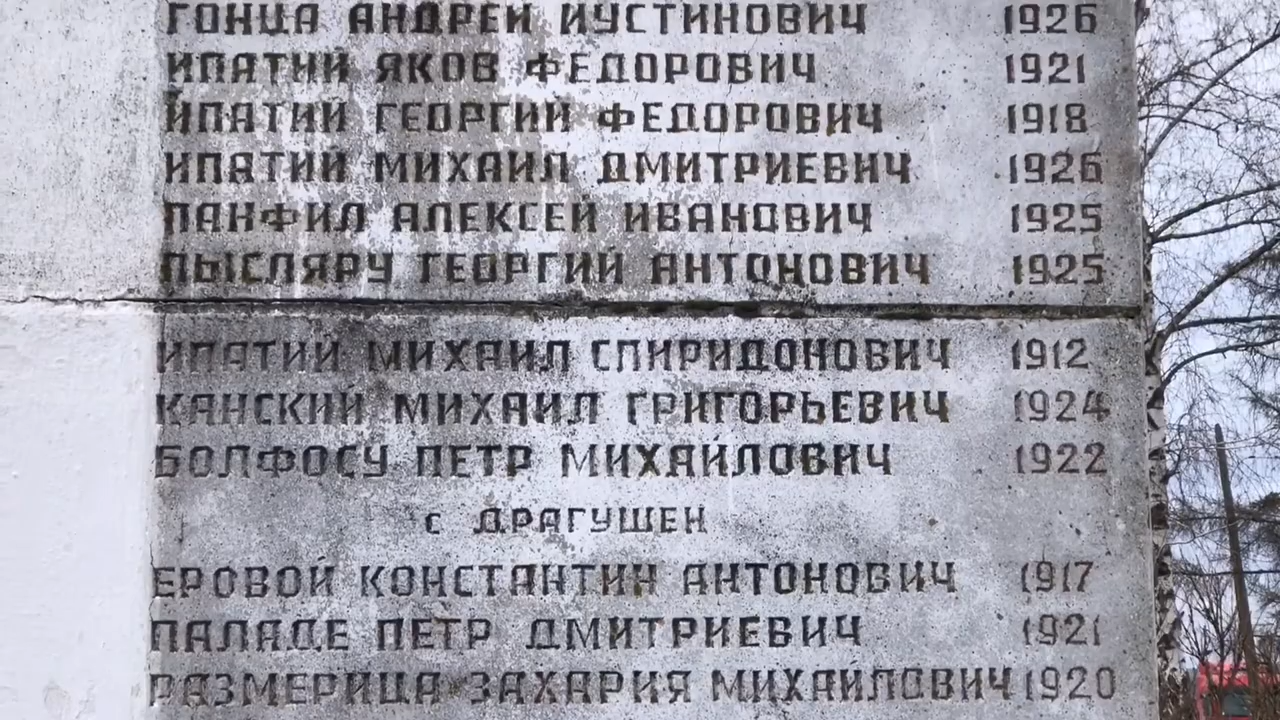 ГОНЦА АНДРЕЙ ИУСТИНОВИЧ 1926
ИПАТИЙ ЯКОВ ФЕДОРОВИЧ 1921
ИПАТИЙ ГЕОРГИЙ ФЕДОРОВИЧ 1918
ИПАТИЙ МИХАИЛ ДМИТРИЕВИЧ 1926
ПАНФИЛ АЛЕКСЕЙ ИВАНОВИЧ 1925
ПЫСЛЯРУ ГЕОРГИЙ АНТОНОВИЧ 1925
ИПАТИЙ МИХАИЛ СПИРИДОНОВИЧ 1912
КАНСКИЙ МИХАИЛ ГРИГОРЬЕВИЧ 1924
БОЛФОСУ ПЕТР МИХАЙЛОВИЧ 1922
с ДРАГУШЕН
ЕРОВОЙ КОНСТАНТИН АНТОНОВИЧ 1917
ПАЛАДЕ ПЕТР ДМИТРИЕВИЧ 1921
РАЗМЕРИЦА ЗАХАРИЯ МИХАЙЛОВИЧ 1920